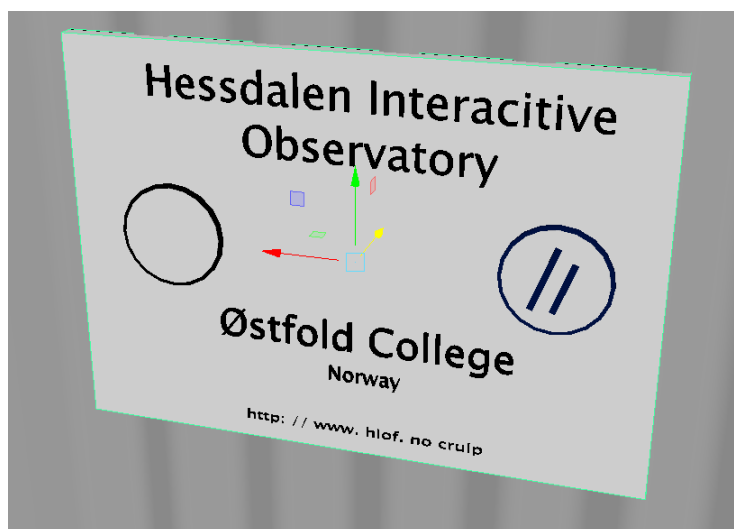 Hessdalen Interacitive
Observatory
Østfold College
Norway
http: // www. hiof. no crulp